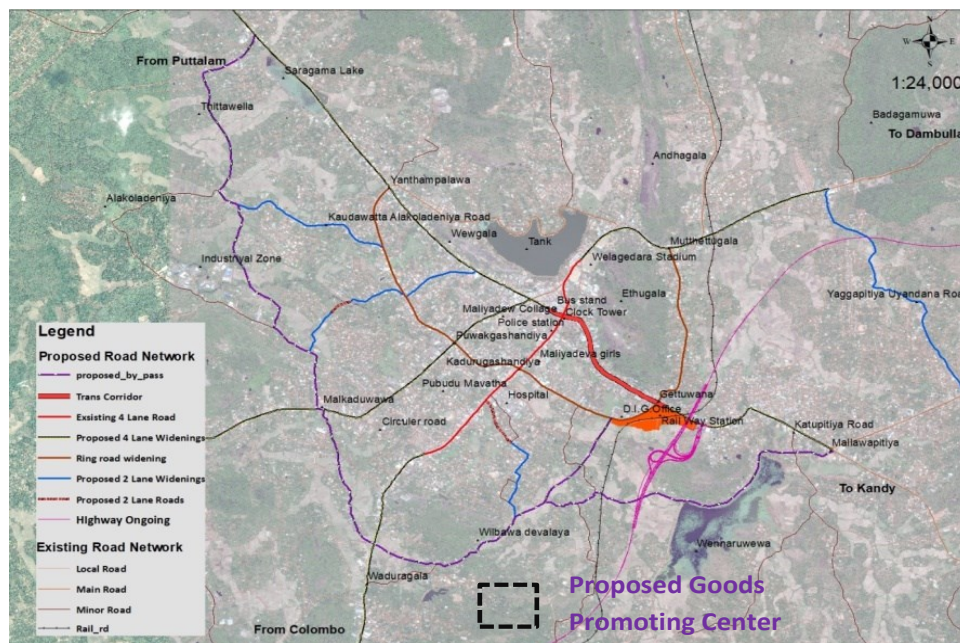 From Puttalam
Saragama Lake
1:24,000
Thittawella
Badagamuwa
To Dambulla
Andhagala
Yanthampalawa
Alakoladeniya
Kaudawatta Alakoladeniya Road
Wewgala
Tank
Mutthettugala
Welagedara Stadium
Industriyal Zone
Ethugala
Yaggapitiya Uyandana Roa
Bus stand
Maliyadew Collage
Clock Tower
Police station
Puwakgashandiya
Maliyadeva girls
Kadurugashandiya
Pubudu Mavatha
Hospital
Gettuwana
Malkaduwawa
D.I.G.Office
Rail Way Station
Circuler road
Katupitiya Road
Mallawapitiya
To Kandy
Wilbawa devalaya
Wennaruwewa
Waduragala
From Colombo
Legend
Proposed Road Network
proposed_by_pass
Trans Corridor
Exsisting 4 Lane Road
Proposed 4 Lane Widenings
Ring road widening
Proposed 2 Lane Widenings
Proposed 2 Lane Roads
Highway Ongoing
Existing Road Network
Local Road
Main Road
Minor Road
Rail_rd
Proposed Goods
Promoting Center
N
W
E
S